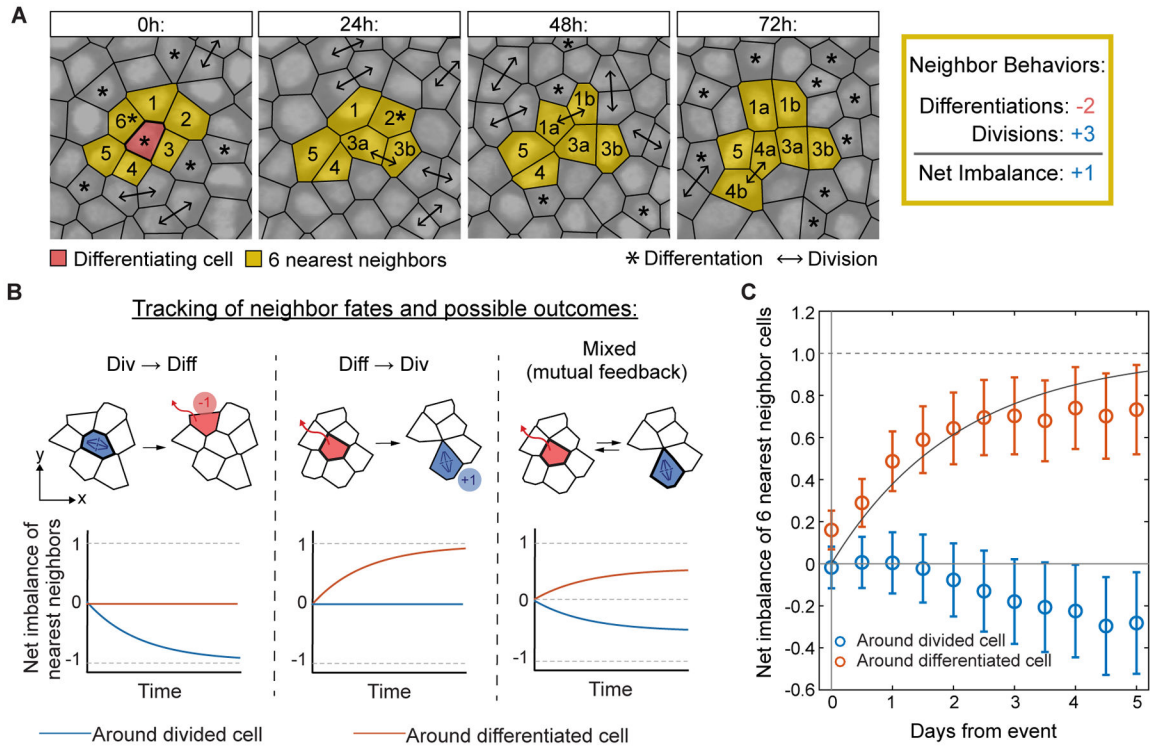 A
0h:
24h:
48h:
72h:
1
2
3
4
5
6*
*
1
2*
3a
3b
4
5
1a
1b
3a
3b
4
5
1a
1b
5
4a
3a
3b
4b
Neighbor Behaviors:
Differentiations: -2
Divisions: +3
Net Imbalance: +1
Differentiating cell
6 nearest neighbors
* Differentation
↔ Division
B
Tracking of neighbor fates and possible outcomes:
Div → Diff
Diff → Div
Mixed
(mutual feedback)
-1
+1
y
x
Net imbalance of
nearest neighbors
1
0
-1
Time
1
0
-1
Time
1
0
-1
Time
Around divided cell
Around differentiated cell
C
Net imbalance of 6 nearest neighbor cells
1.2
1.0
0.8
0.6
0.4
0.2
0
-0.2
-0.4
-0.6
Around divided cell
Around differentiated cell
0 1 2 3 4 5
Days from event